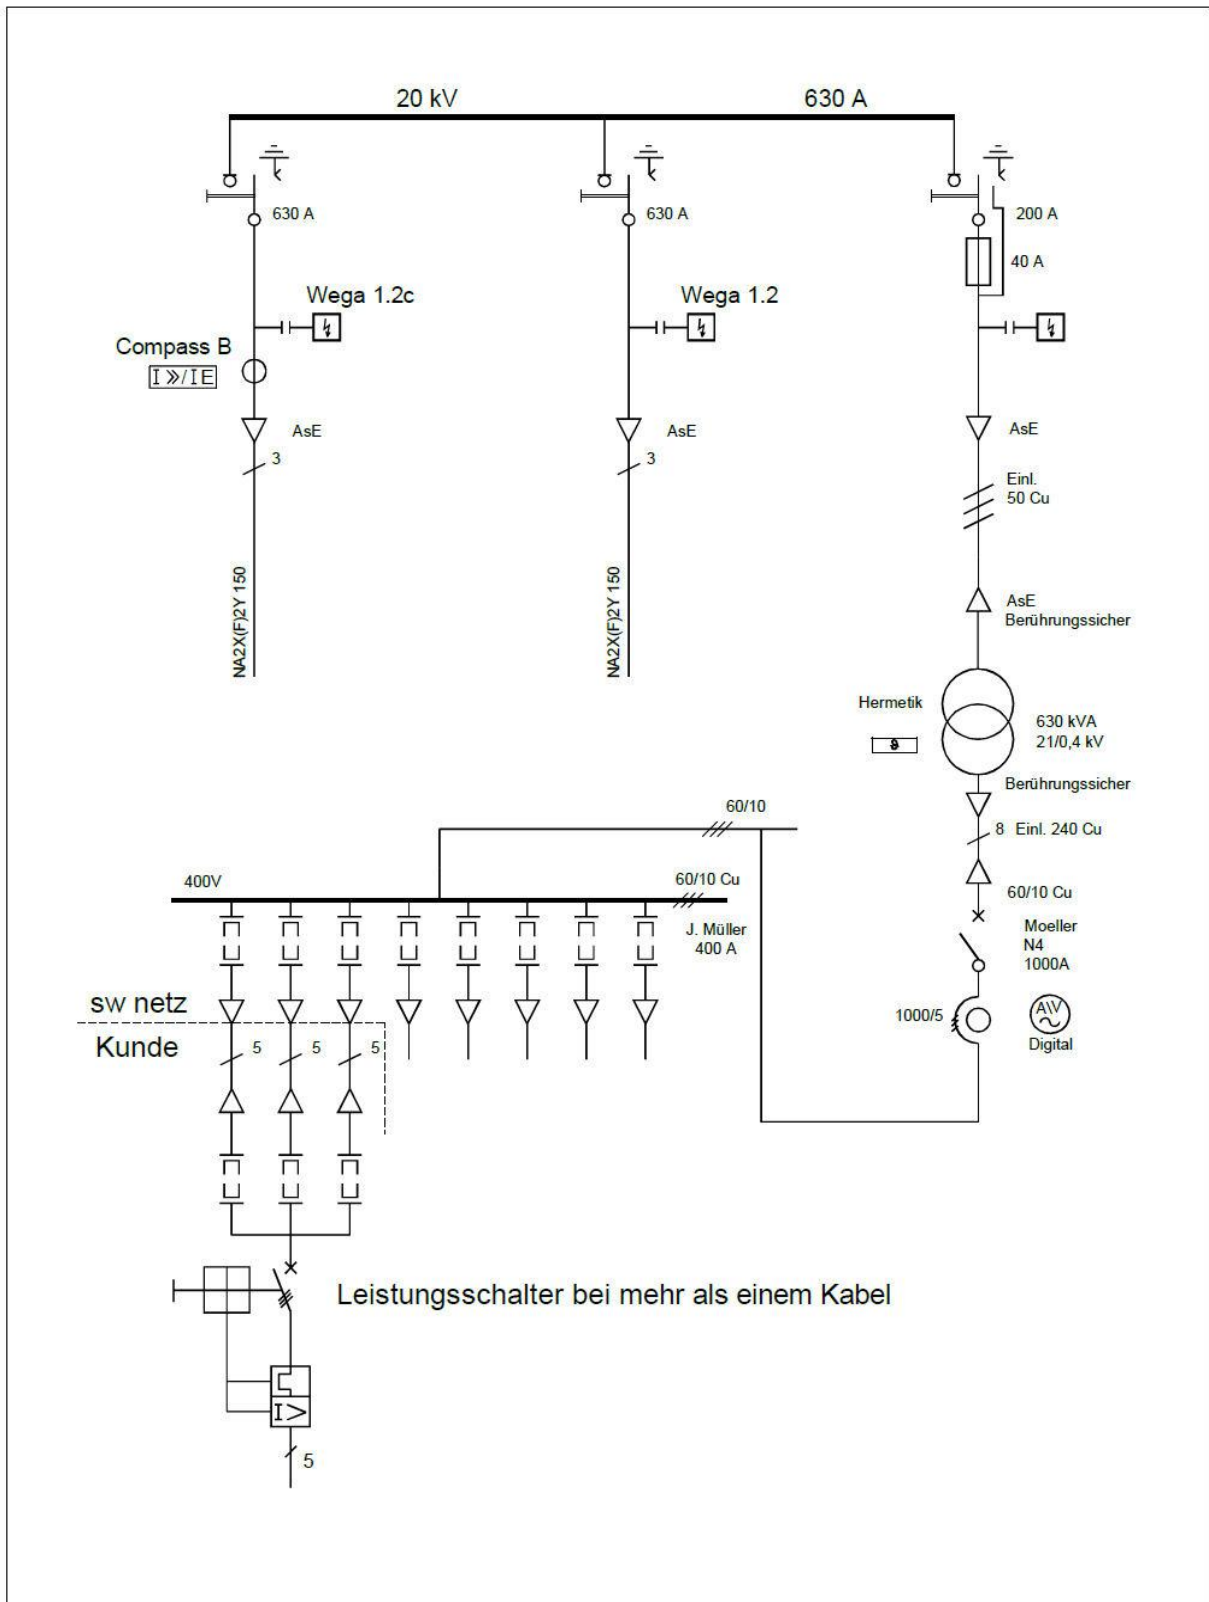 20 kV
630 A
630 A
630 A
200 A
40 A
Wega 1.2c
Wega 1.2
Compass B
I >>/IE
AsE
AsE
AsE
3
3
Einl.
50 Cu
NA2X(F)2Y 150
NA2X(F)2Y 150
AsE
Berührungssicher
Hermetik
630 kVA
21/0,4 kV
ϑ
Berührungssicher
60/10
8 Einl. 240 Cu
400V
60/10 Cu
60/10 Cu
J. Müller
400 A
Moeller
N4
1000A
sw netz
1000/5
A\V
Digital
Kunde
5
5
5
Leistungsschalter bei mehr als einem Kabel
I >
5